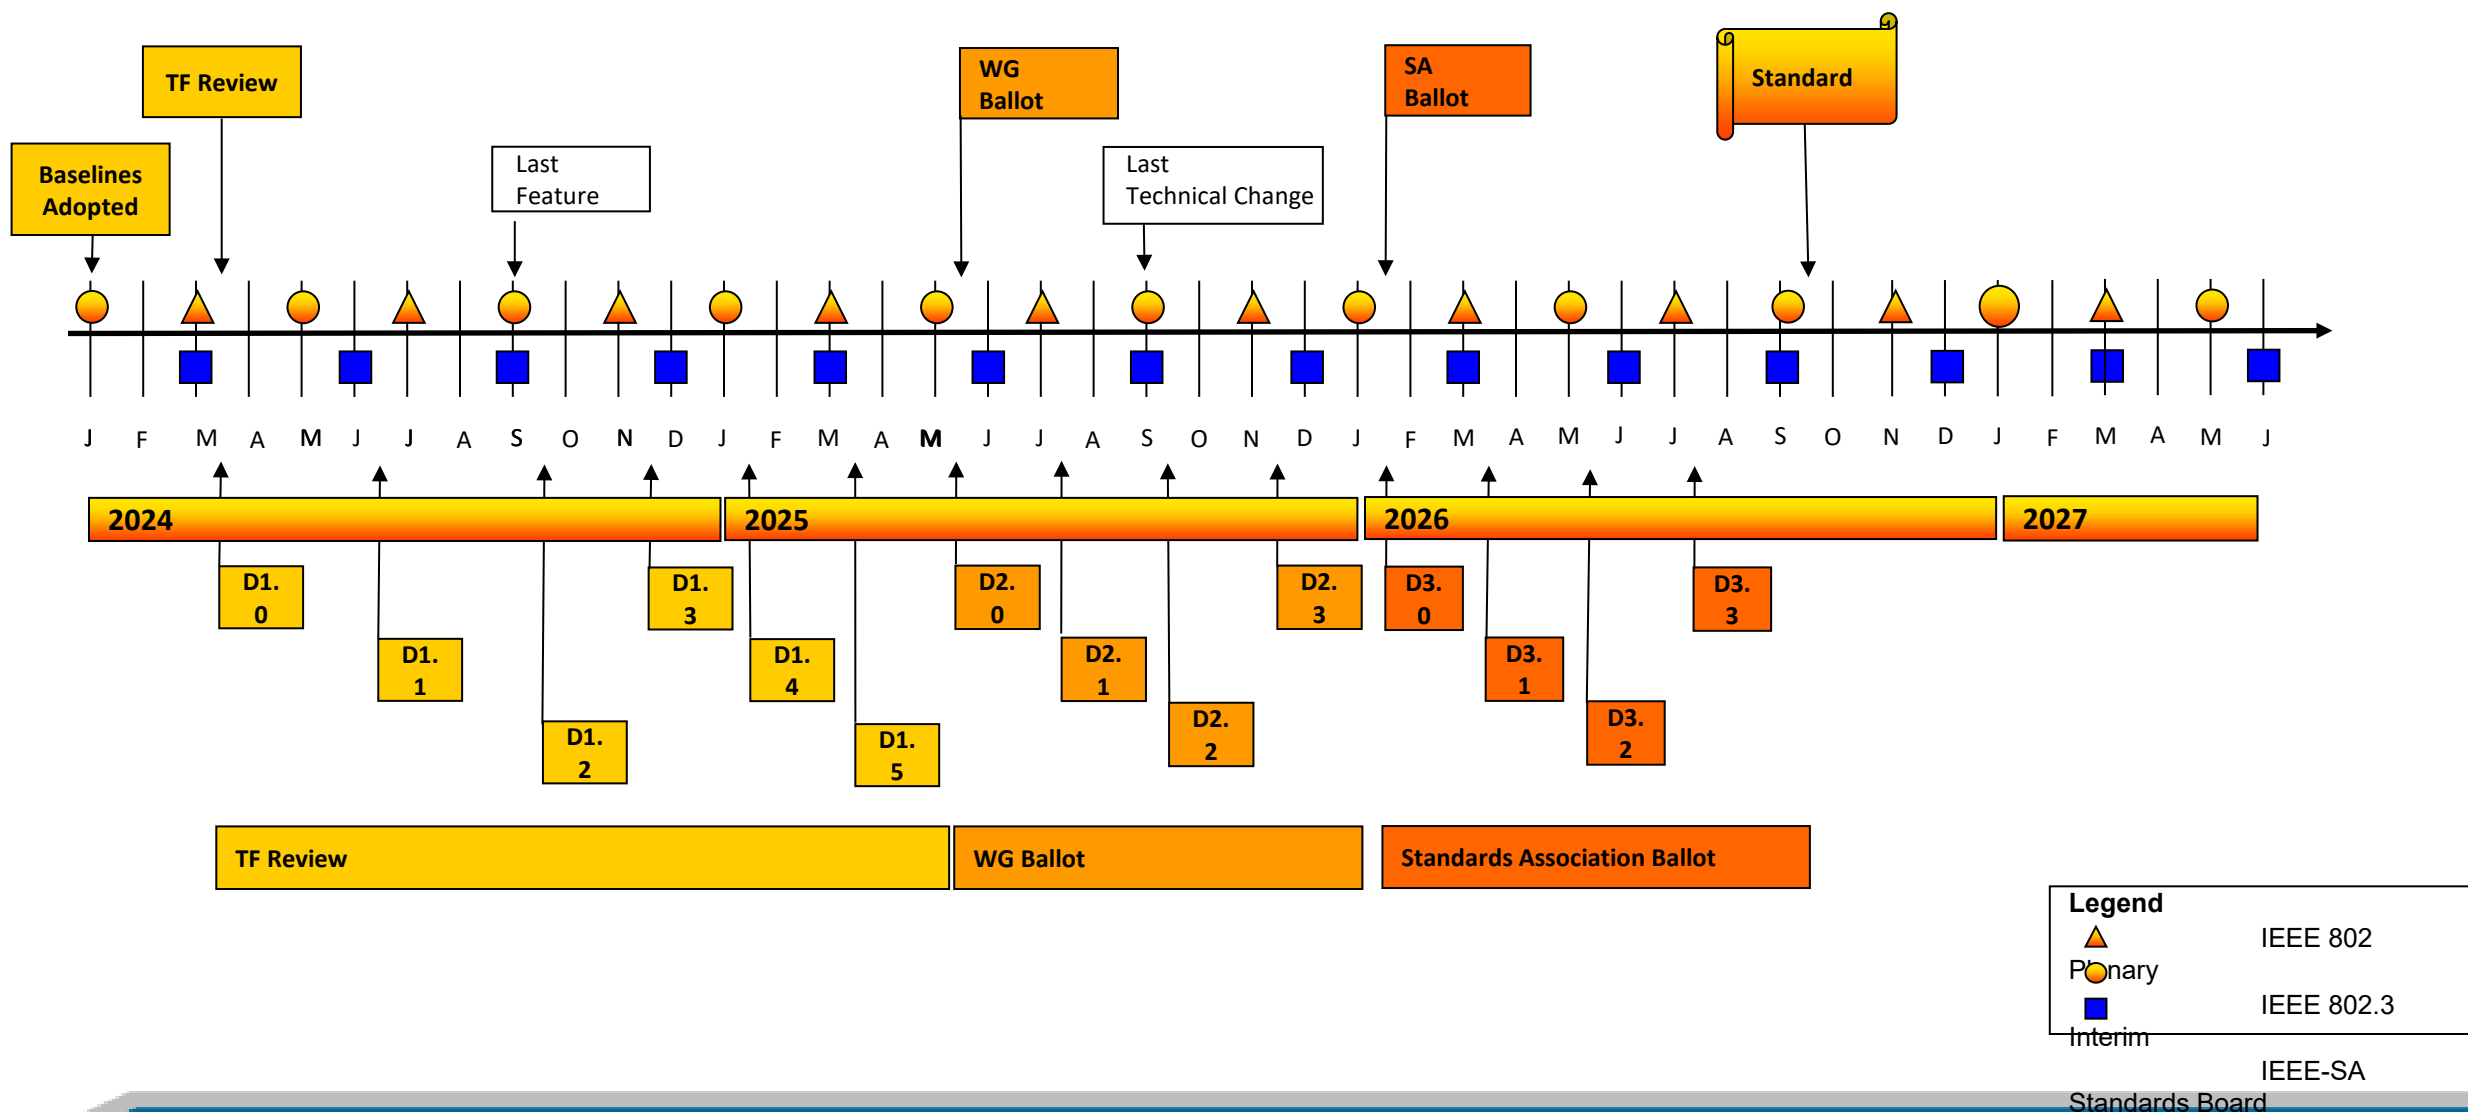 TF Review
WG
Ballot
SA
Ballot
Standard
Baselines
Adopted
Last
Feature
Last
Technical Change
J F M A M J J A S O N D J F M A M J J A S O N D J F M A M J J A S O N D J F M A M J
2024
2025
2026
2027
D1.
0
D1.
3
D2.
0
D2.
3
D3.
0
D3.
3
D1.
1
D1.
4
D2.
1
D3.
1
D1.
2
D1.
5
D2.
2
D3.
2
TF Review
WG Ballot
Standards Association Ballot
Legend
IEEE 802
Plenary
IEEE 802.3
Interim
IEEE-SA
Standards Board